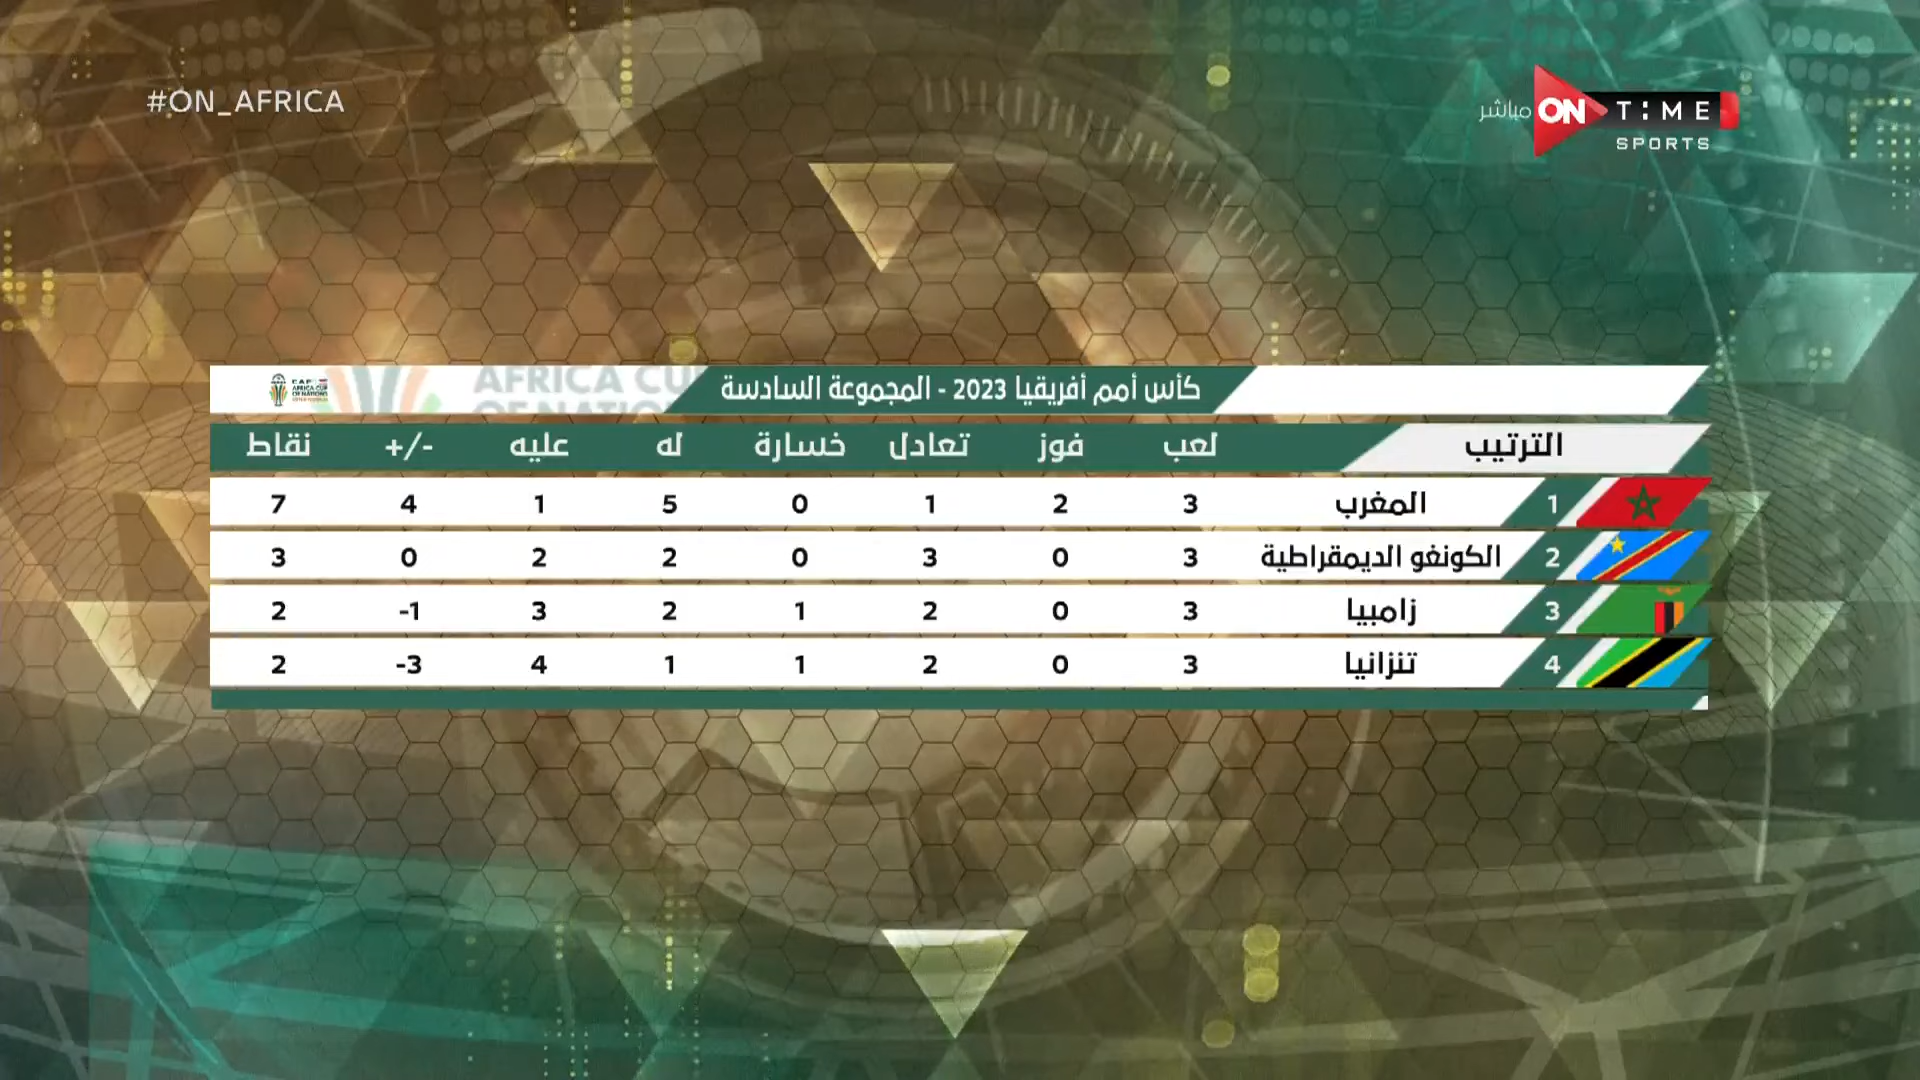 #ON_AFRICA
مباشر ON TIME
SPORTS
كأس أمم أفريقيا 2023 - المجموعة السادسة
AFRICA CU
الترتيب لعب فوز تعادل خسارة له عليه +/- نقاط
1 المغرب 3 2 1 0 5 1 4 7
2 الكونغو الديمقراطية 3 0 3 0 2 2 0 3
3 زامبيا 3 0 2 1 2 3 -1 2
4 تنزانيا 3 0 2 1 1 4 -3 2